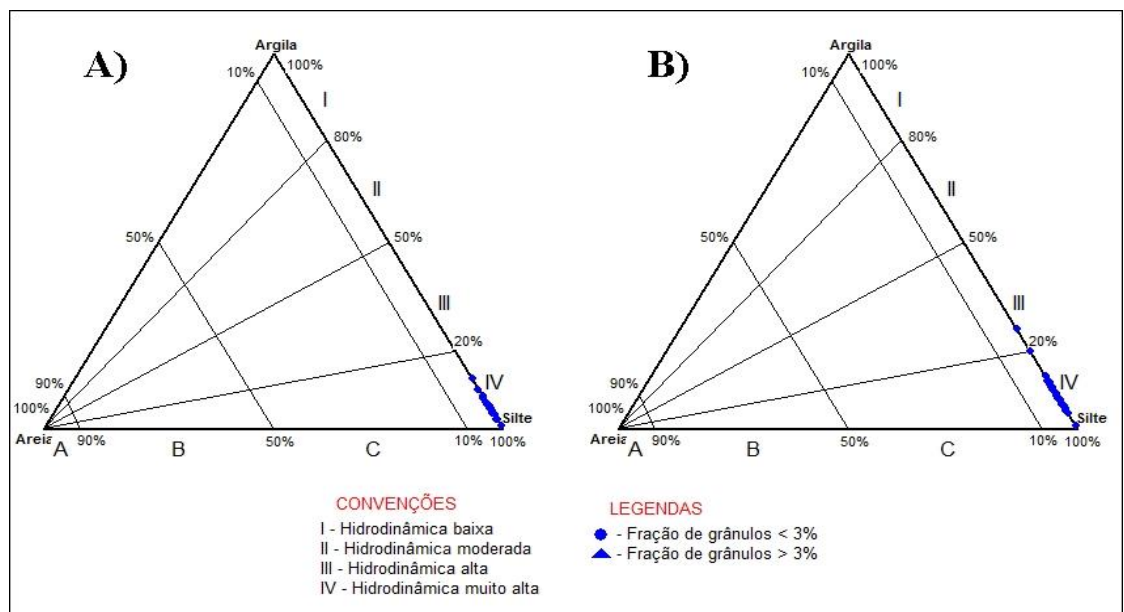 A)
Argila
100%
10%
I
80%
II
50%
50%
III
20%
90%
IV
100%
Silte
Areia
90%
50%
10%
100%
A
B
C
B)
Argila
100%
10%
I
80%
II
50%
50%
III
20%
90%
IV
100%
Silte
Areia
90%
50%
10%
100%
A
B
C
CONVENÇÕES
I - Hidrodinâmica baixa
II - Hidrodinâmica moderada
III - Hidrodinâmica alta
IV - Hidrodinâmica muito alta
LEGENDAS
- Fração de grânulos < 3%
- Fração de grânulos > 3%